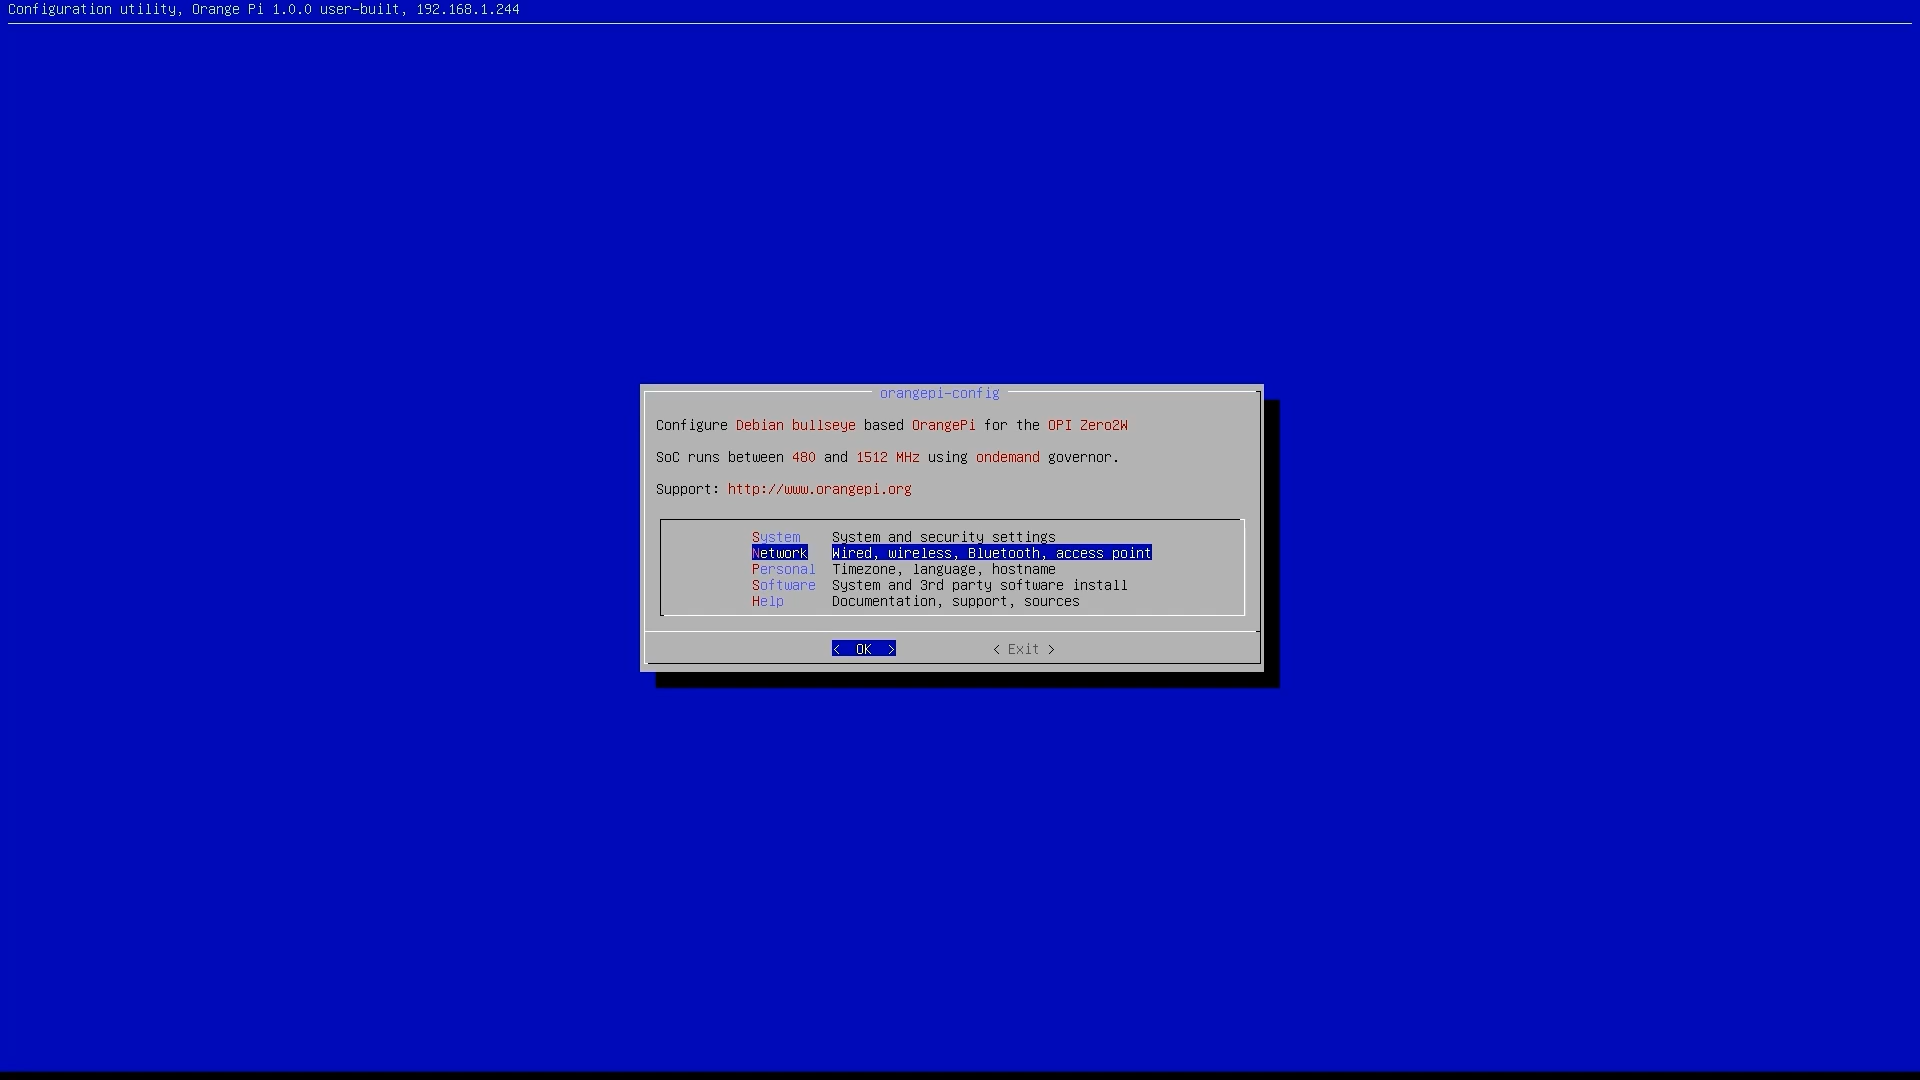 Configuration utility, Orange Pi 1.0.0 user-built, 192.168.1.244
orangepi-config
Configure Debian bullseye based OrangePi for the OPI Zero2W
SoC runs between 480 and 1512 MHz using ondemand governor.
Support: http://www.orangepi.org
System System and security settings
Network Wired, wireless, Bluetooth, access point
Personal Timezone, language, hostname
Software System and 3rd party software install
Help Documentation, support, sources
< OK > < Exit >